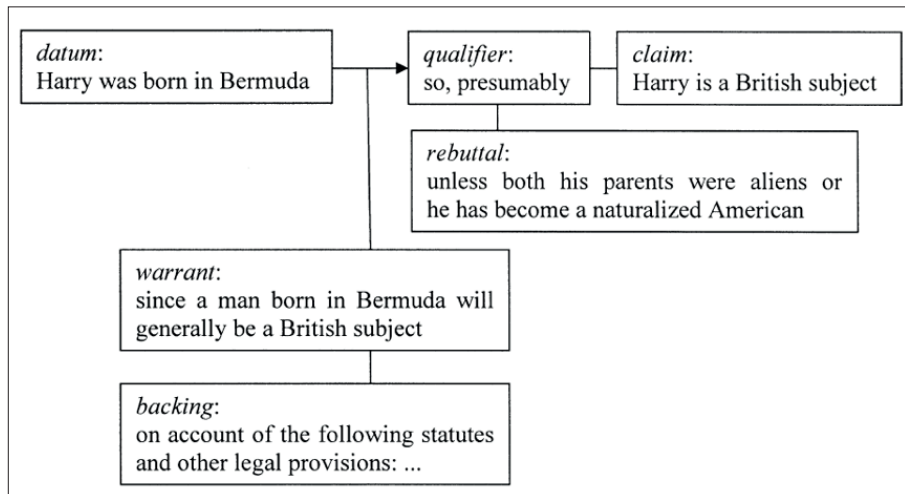 datum:
Harry was born in Bermuda
qualifier:
so, presumably
claim:
Harry is a British subject
rebuttal:
unless both his parents were aliens or
he has become a naturalized American
warrant:
since a man born in Bermuda will
generally be a British subject
backing:
on account of the following statutes
and other legal provisions: ...